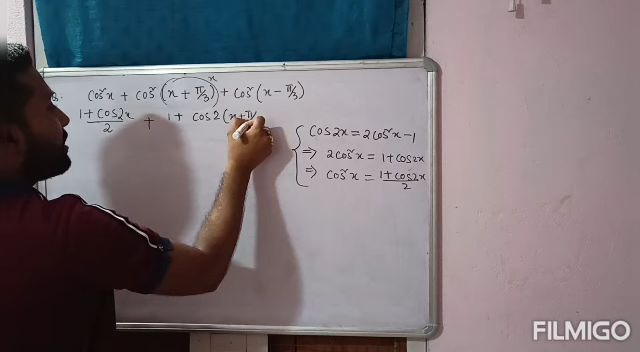 cos²x + cos²(x + π/3) + cos²(x − π/3)
x
1 + cos2x / 2 + 1 + cos2(x + π/
cos2x = 2cos²x − 1
⇒ 2cos²x = 1 + cos2x
⇒ cos²x = 1 + cos2x / 2
FILMIGO